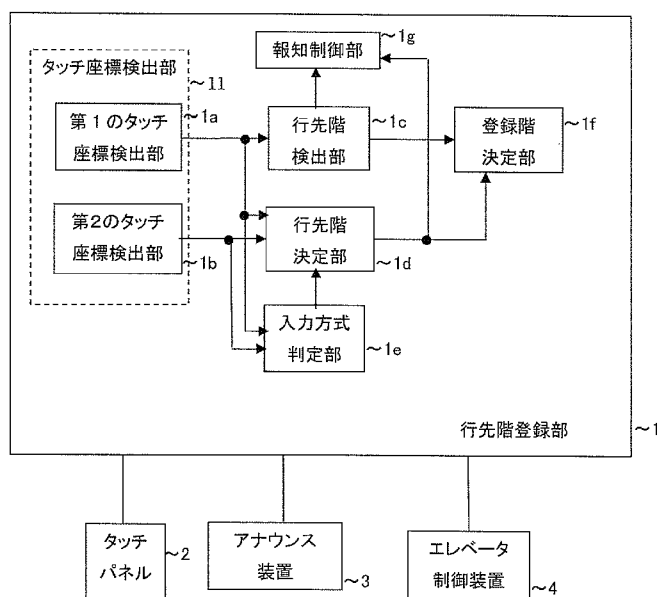 報知制御部
~1g
タッチ座標検出部
~11
第1のタッチ
座標検出部
~1a
行先階
検出部
~1c
登録階
決定部
~1f
第2のタッチ
座標検出部
~1b
行先階
決定部
~1d
入力方式
判定部
~1e
行先階登録部
~1
タッチ
パネル
~2
アナウンス
装置
~3
エレベータ
制御装置
~4